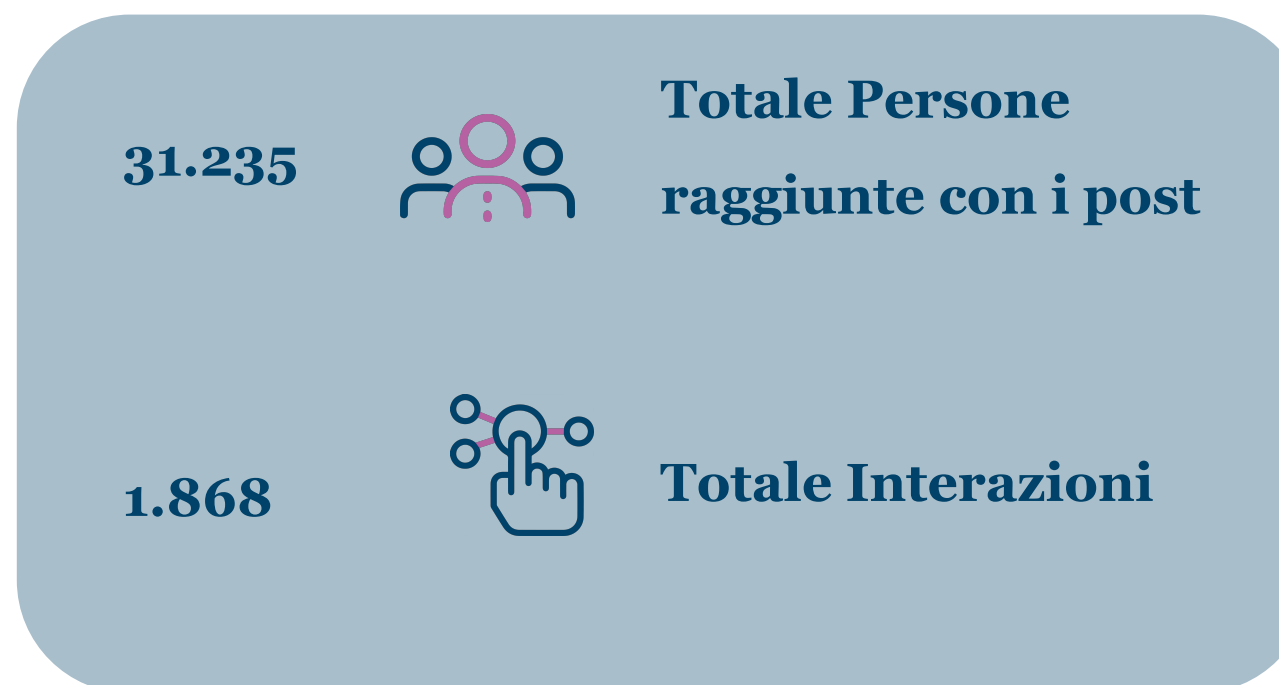 31.235
Totale Persone
raggiunte con i post
1.868
Totale Interazioni